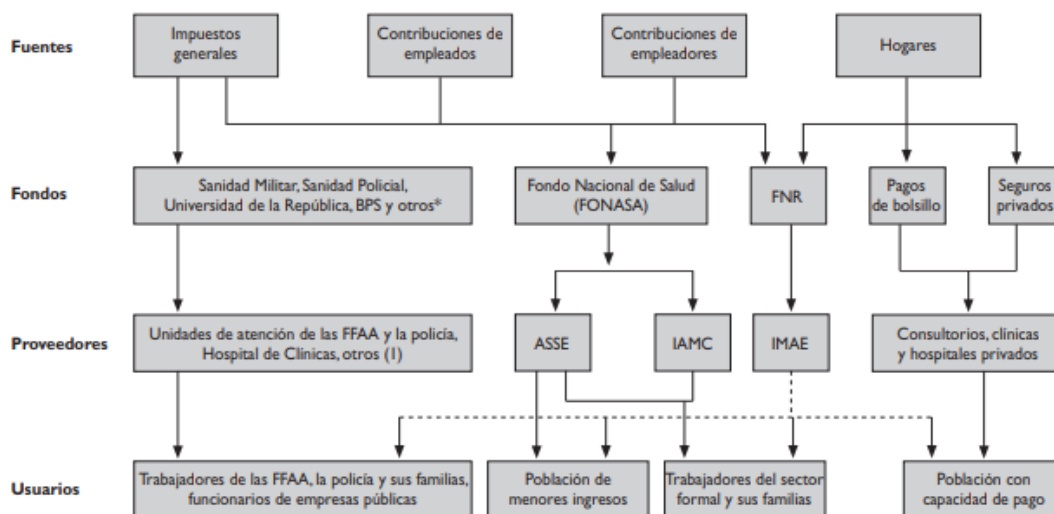 Fuentes
Impuestos
generales
Contribuciones de
empleados
Contribuciones de
empleadores
Hogares
Fondos
Sanidad Militar, Sanidad Policial,
Universidad de la República, BPS y otros*
Fondo Nacional de Salud
(FONASA)
FNR
Pagos
de bolsillo
Seguros
privados
Proveedores
Unidades de atención de las FFAA y la policía,
Hospital de Clínicas, otros (1)
ASSE
IAMC
IMAE
Consultorios, clínicas
y hospitales privados
Usuarios
Trabajadores de las FFAA, la policía y sus familias,
funcionarios de empresas públicas
Población de
menores ingresos
Trabajadores del sector
formal y sus familias
Población con
capacidad de pago